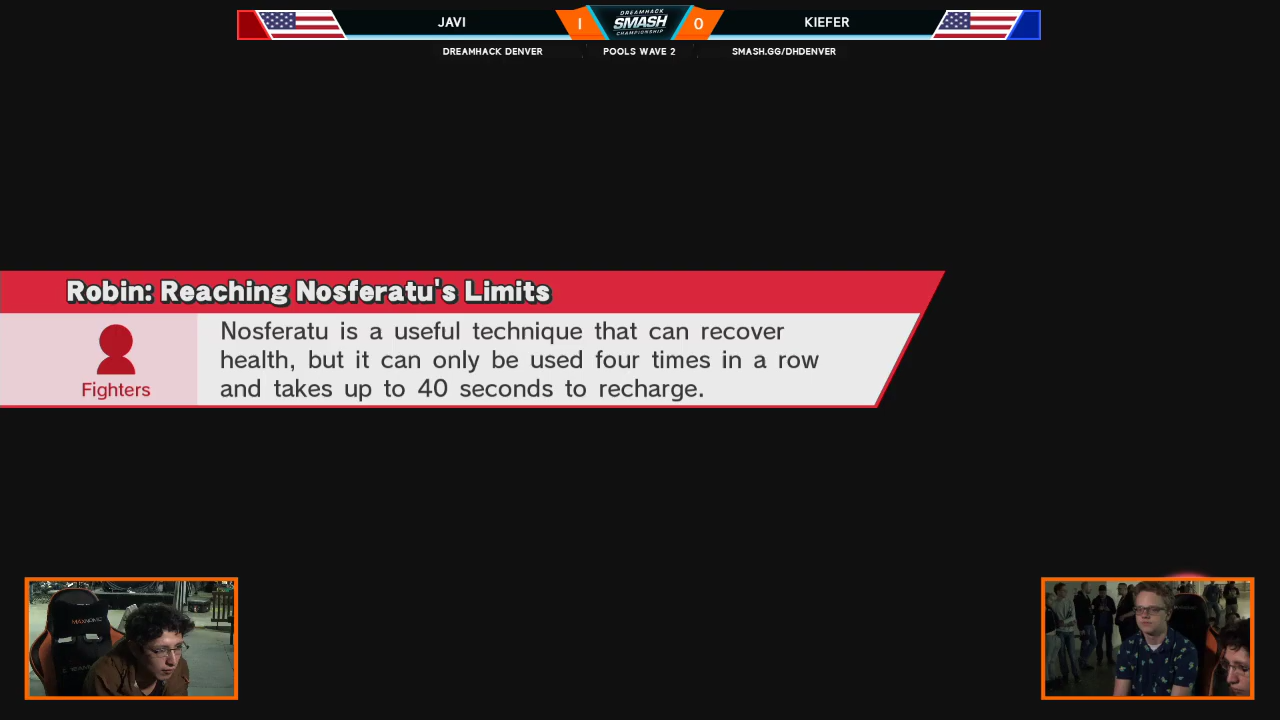 JAVI
1
DREAMHACK
SMASH
CHAMPIONSHIP
0
KIEFER
DREAMHACK DENVER
POOLS WAVE 2
SMASH.GG/DHDENVER
Robin: Reaching Nosferatu's Limits
Nosferatu is a useful technique that can recover
health, but it can only be used four times in a row
and takes up to 40 seconds to recharge.
Fighters
MAXNOMIC